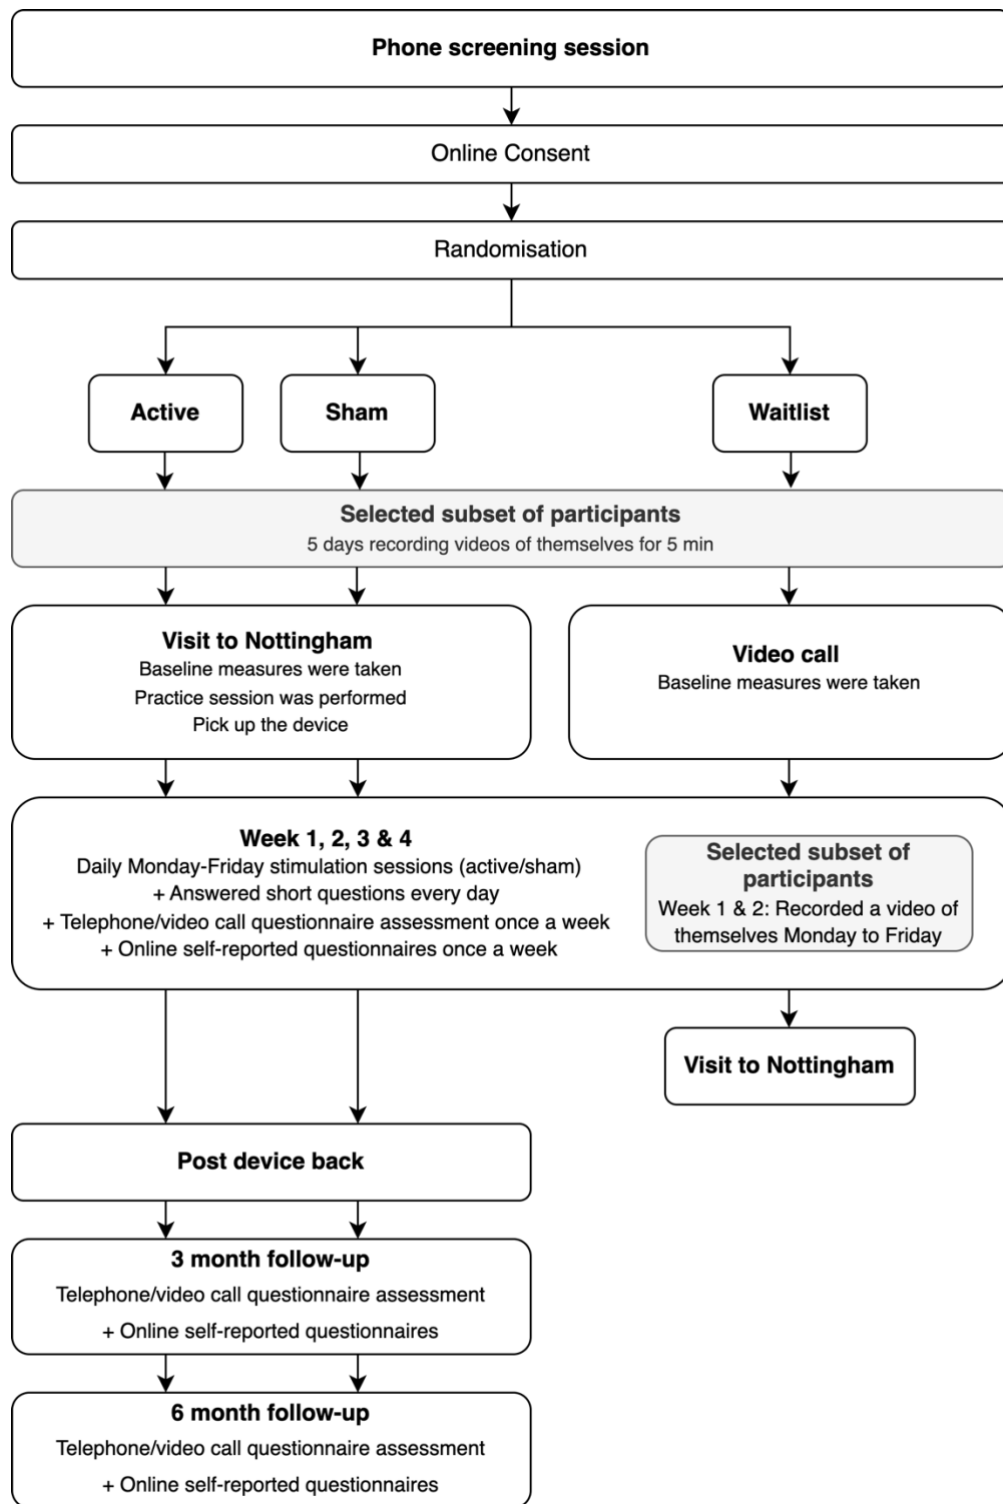 Phone screening session
Online Consent
Randomisation
Active
Sham
Waitlist
Selected subset of participants
5 days recording videos of themselves for 5 min
Visit to Nottingham
Baseline measures were taken
Practice session was performed
Pick up the device
Video call
Baseline measures were taken
Week 1, 2, 3 & 4
Daily Monday-Friday stimulation sessions (active/sham)
+ Answered short questions every day
+ Telephone/video call questionnaire assessment once a week
+ Online self-reported questionnaires once a week
Selected subset of
participants
Week 1 & 2: Recorded a video of
themselves Monday to Friday
Visit to Nottingham
Post device back
3 month follow-up
Telephone/video call questionnaire assessment
+ Online self-reported questionnaires
6 month follow-up
Telephone/video call questionnaire assessment
+ Online self-reported questionnaires